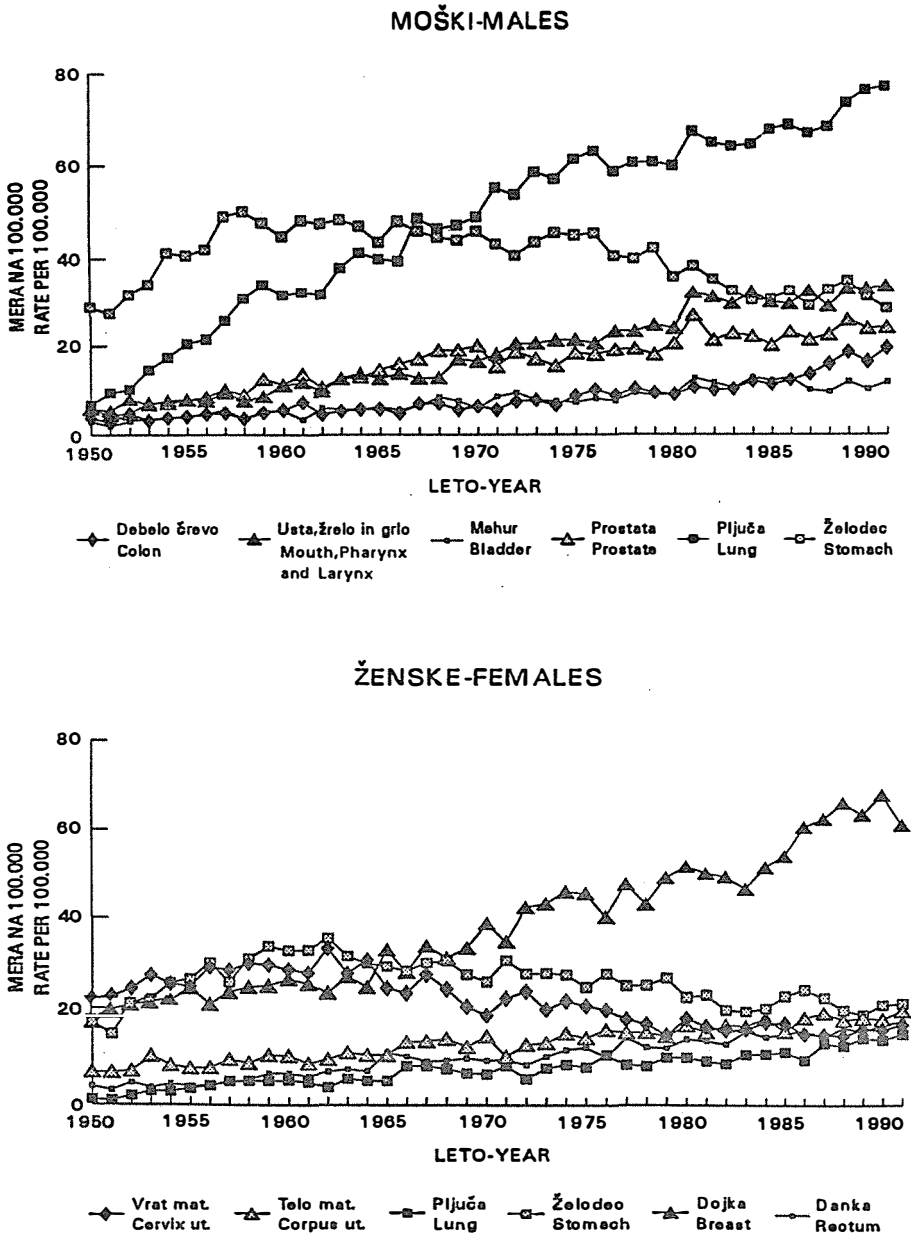 MOŠKI-MALES
MERA NA 100.000
RATE PER 100.000
80
60
40
20
0
1950 1955 1960 1965 1970 1975 1980 1985 1990
LETO-YEAR
Debelo črevo
Colon
Usta,žrelo in grlo
Mouth,Pharynx
and Larynx
Mehur
Bladder
Prostata
Prostate
Pljuča
Lung
Želodec
Stomach
ŽENSKE-FEMALES
MERA NA 100.000
RATE PER 100.000
80
60
40
20
0
1950 1955 1960 1965 1970 1975 1980 1985 1990
LETO-YEAR
Vrat mat.
Cervix ut.
Telo mat.
Corpus ut.
Pljuča
Lung
Želodec
Stomach
Dojka
Breast
Danka
Rectum